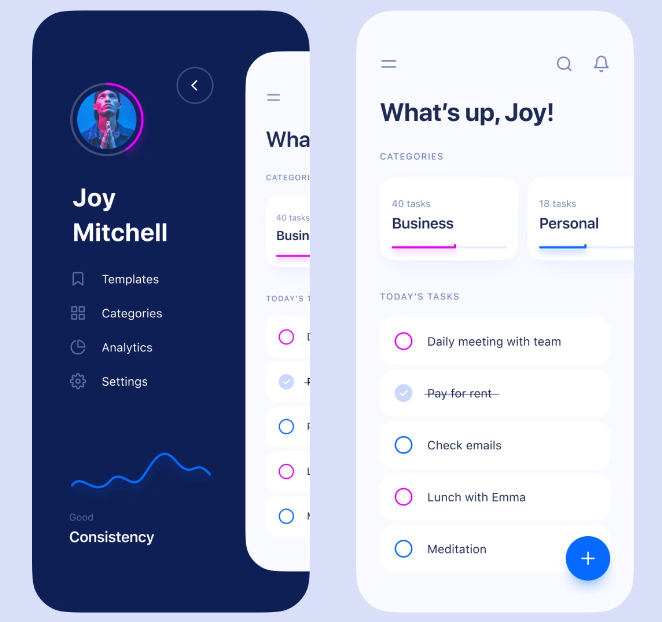 Joy
Mitchell
Templates
Categories
Analytics
Settings
Good
Consistency
Wha
CATEGORI
40 tasks
Busin
TODAY'S T
What's up, Joy!
CATEGORIES
40 tasks
Business
18 tasks
Personal
TODAY'S TASKS
Daily meeting with team
Pay for rent
Check emails
Lunch with Emma
Meditation